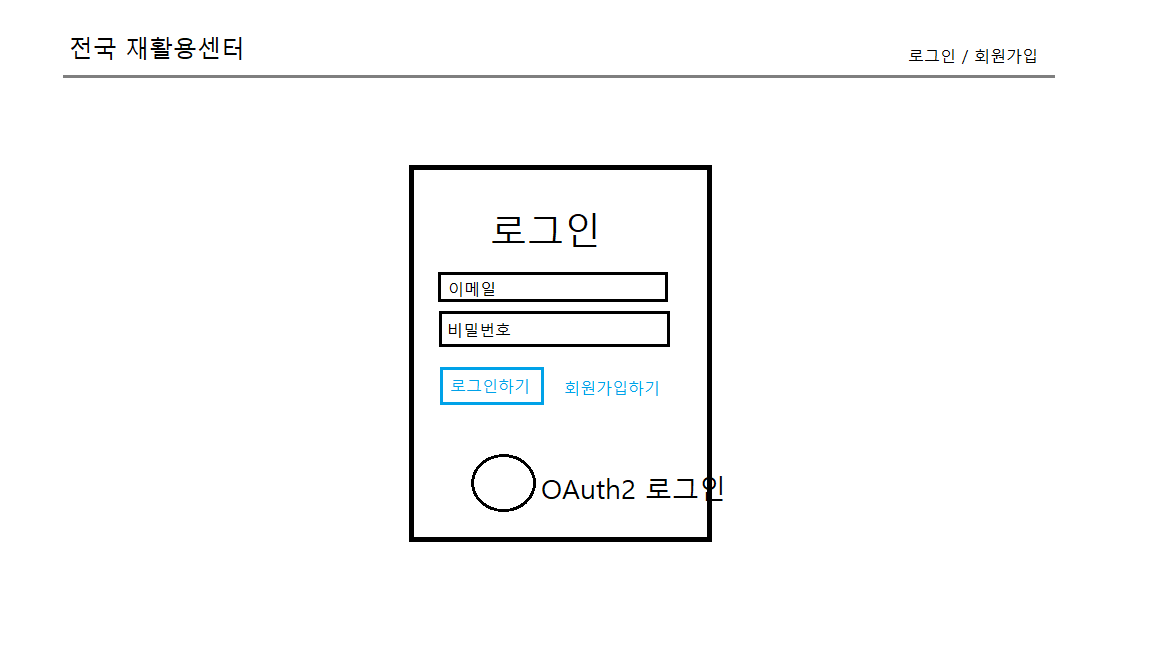 전국 재활용센터
로그인 / 회원가입
로그인
이메일
비밀번호
로그인하기 회원가입하기
OAuth2 로그인